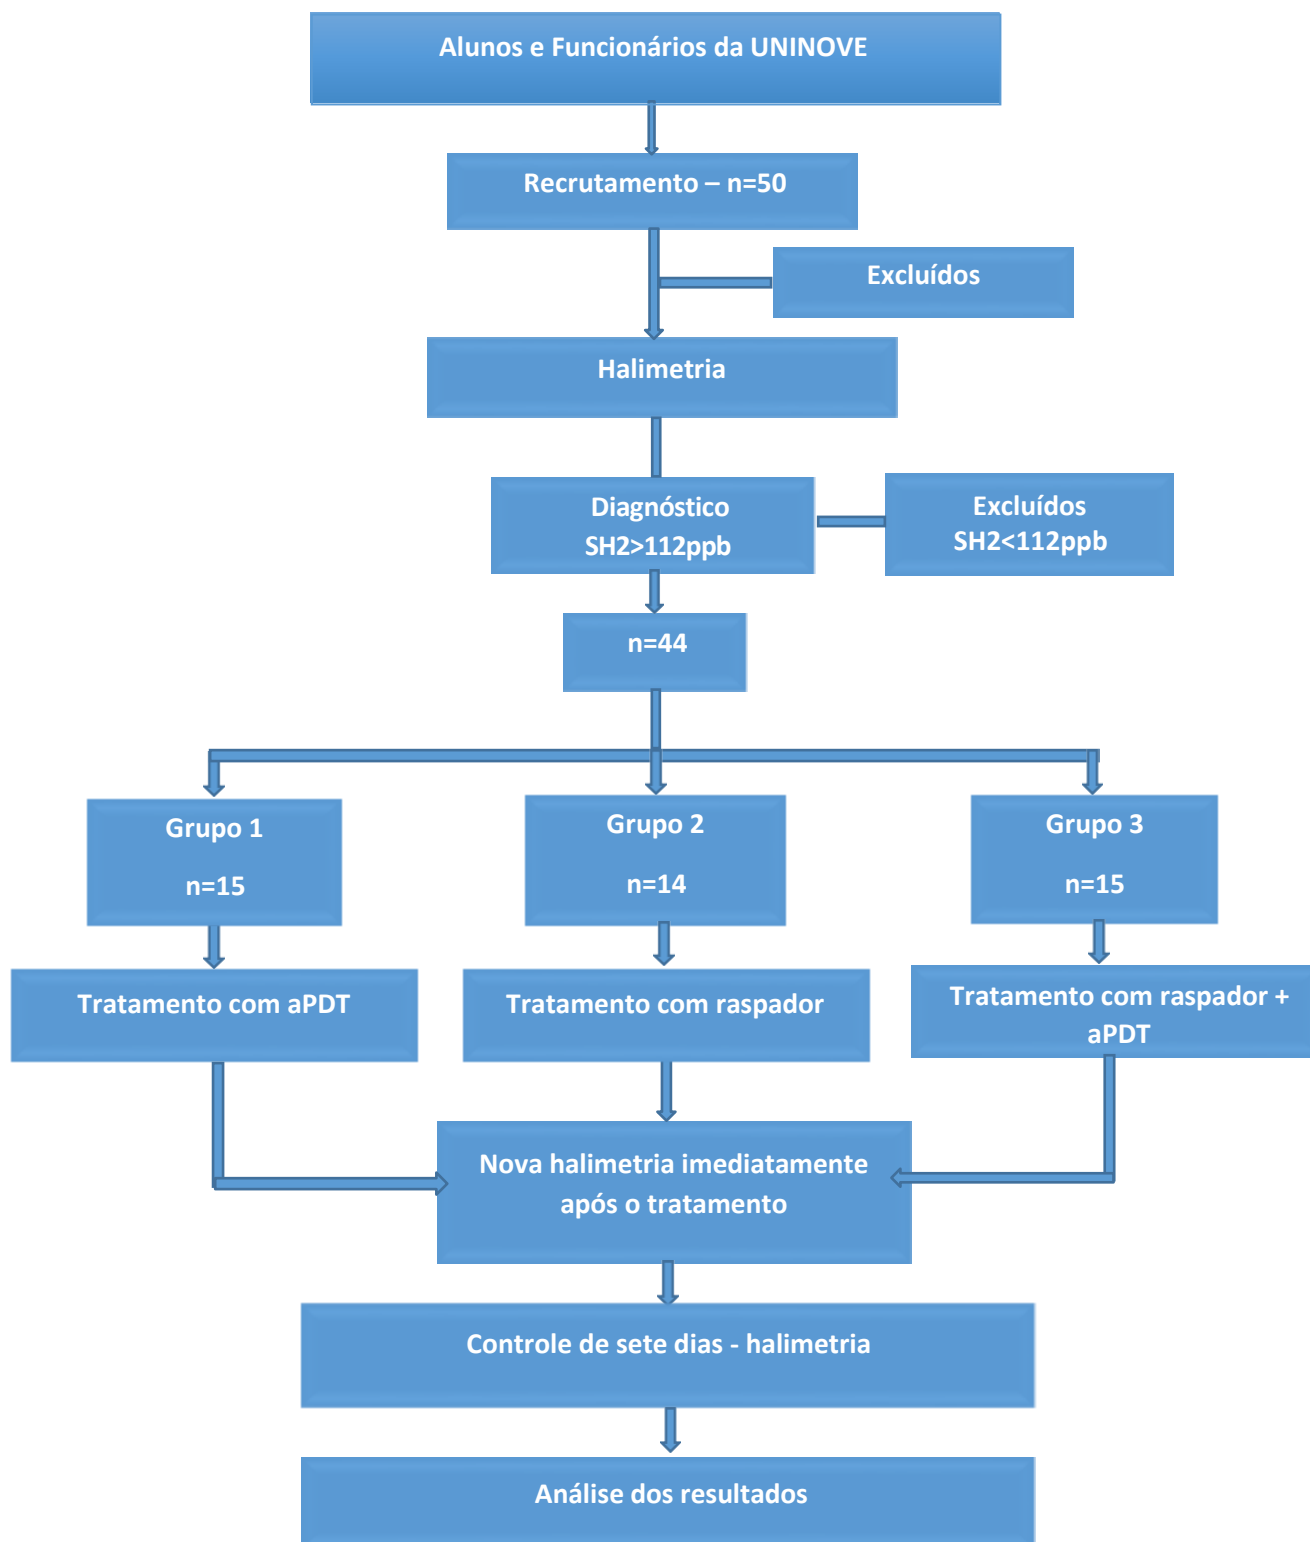 Alunos e Funcionários da UNINOVE
Recrutamento – n=50
Excluídos
Halimetria
Diagnóstico
SH2>112ppb
Excluídos
SH2<112ppb
n=44
Grupo 1
n=15
Grupo 2
n=14
Grupo 3
n=15
Tratamento com aPDT
Tratamento com raspador
Tratamento com raspador +
aPDT
Nova halimetria imediatamente
após o tratamento
Controle de sete dias - halimetria
Análise dos resultados